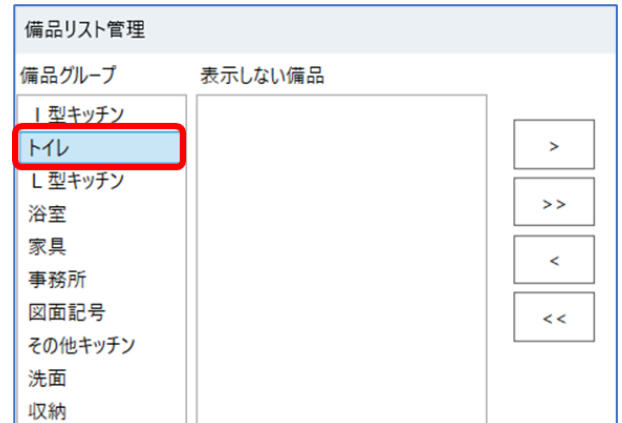 備品リスト管理
備品グループ
表示しない備品
Ｉ型キッチン
トイレ
Ｌ型キッチン
浴室
家具
事務所
図面記号
その他キッチン
洗面
収納
>
>>
<
<<